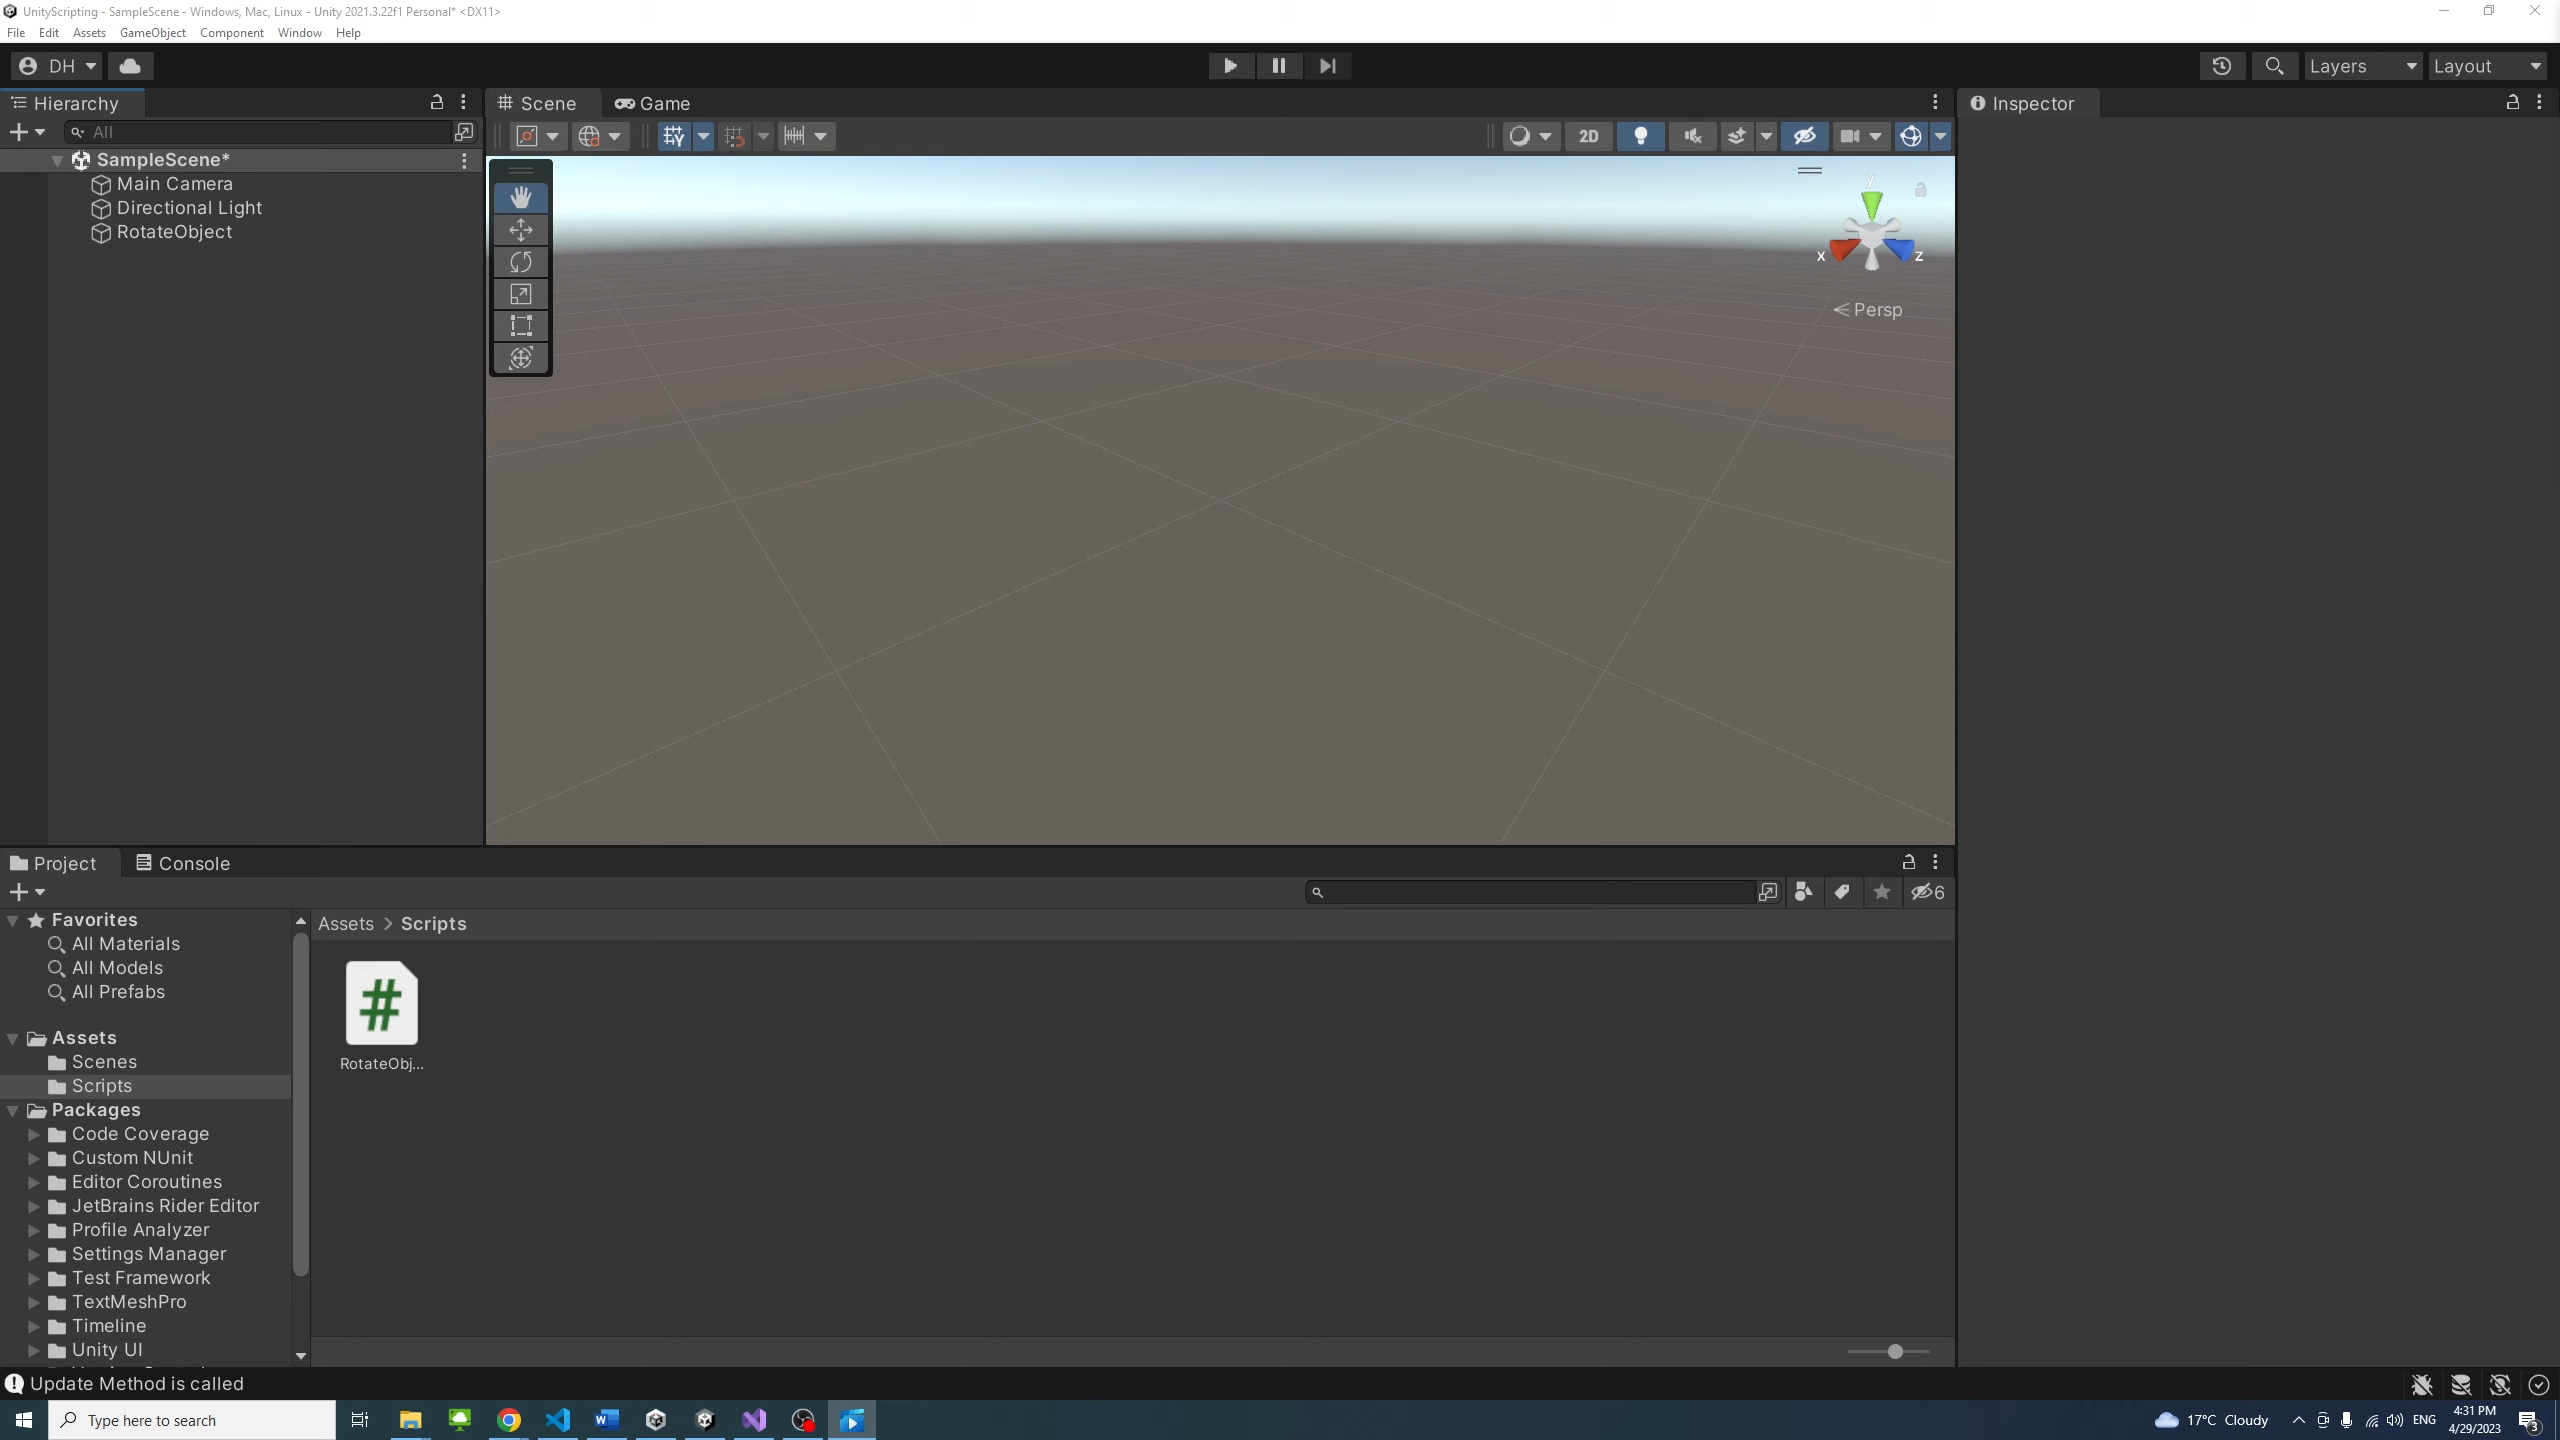 UnityScripting - SampleScene - Windows, Mac, Linux - Unity 2021.3.22f1 Personal* <DX11>
File Edit Assets GameObject Component Window Help
DH
Layers
Layout
Hierarchy
Scene
Game
Inspector
All
2D
SampleScene*
Main Camera
Directional Light
RotateObject
y
x
z
Persp
Project
Console
6
Favorites
All Materials
All Models
All Prefabs
Assets
Scenes
Scripts
Packages
Code Coverage
Custom NUnit
Editor Coroutines
JetBrains Rider Editor
Profile Analyzer
Settings Manager
Test Framework
TextMeshPro
Timeline
Unity UI
Assets > Scripts
#
RotateObj...
Update Method is called
Type here to search
17°C Cloudy
ENG
4:31 PM
4/29/2023
3